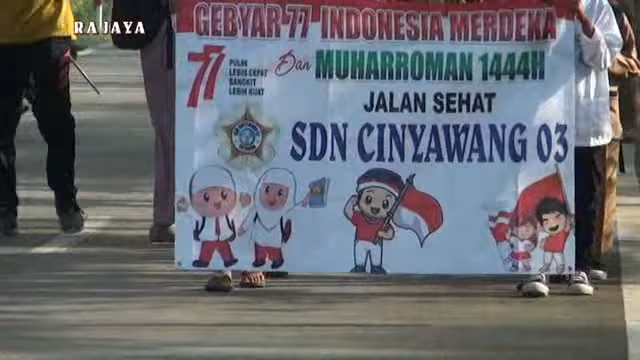 RAJAYA
GEBYAR 77 INDONESIA MERDEKA
77
PULIH
LEBIH CEPAT
BANGKIT
LEBIH KUAT
Dan MUHARROMAN 1444H
JALAN SEHAT
SDN CINYAWANG 03